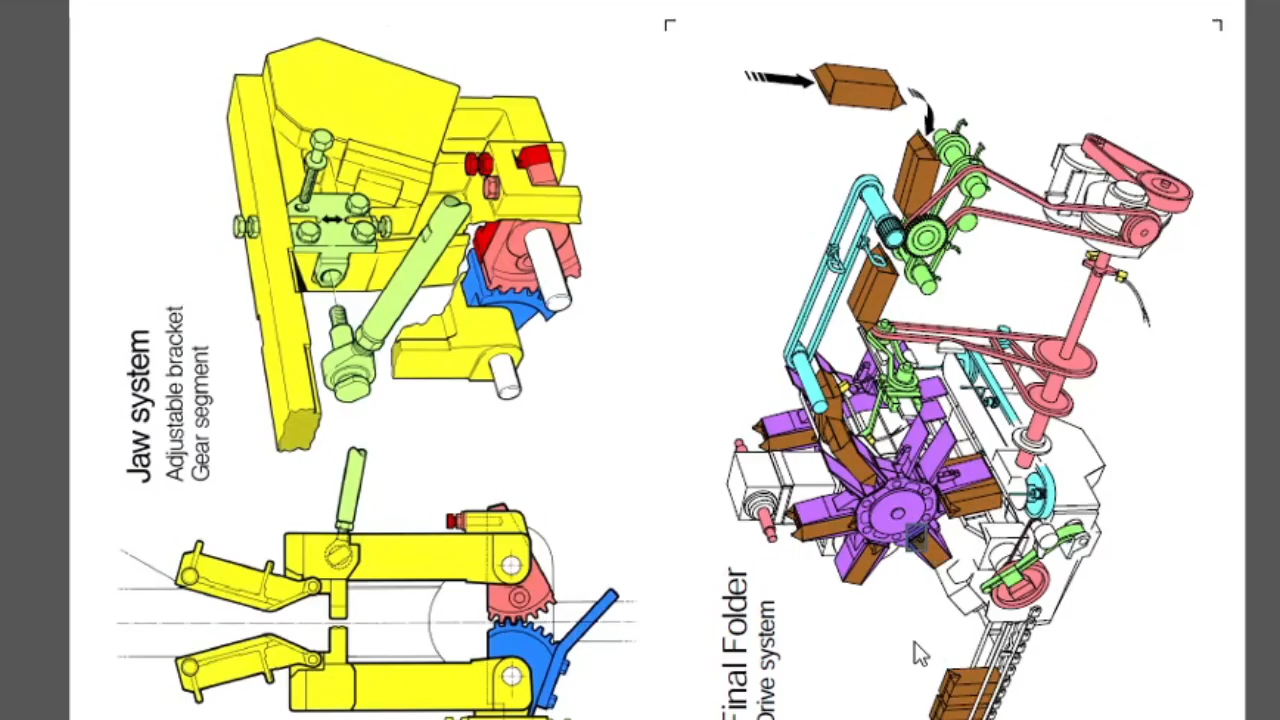 Jaw system
Adjustable bracket
Gear segment
Final Folder
Drive system